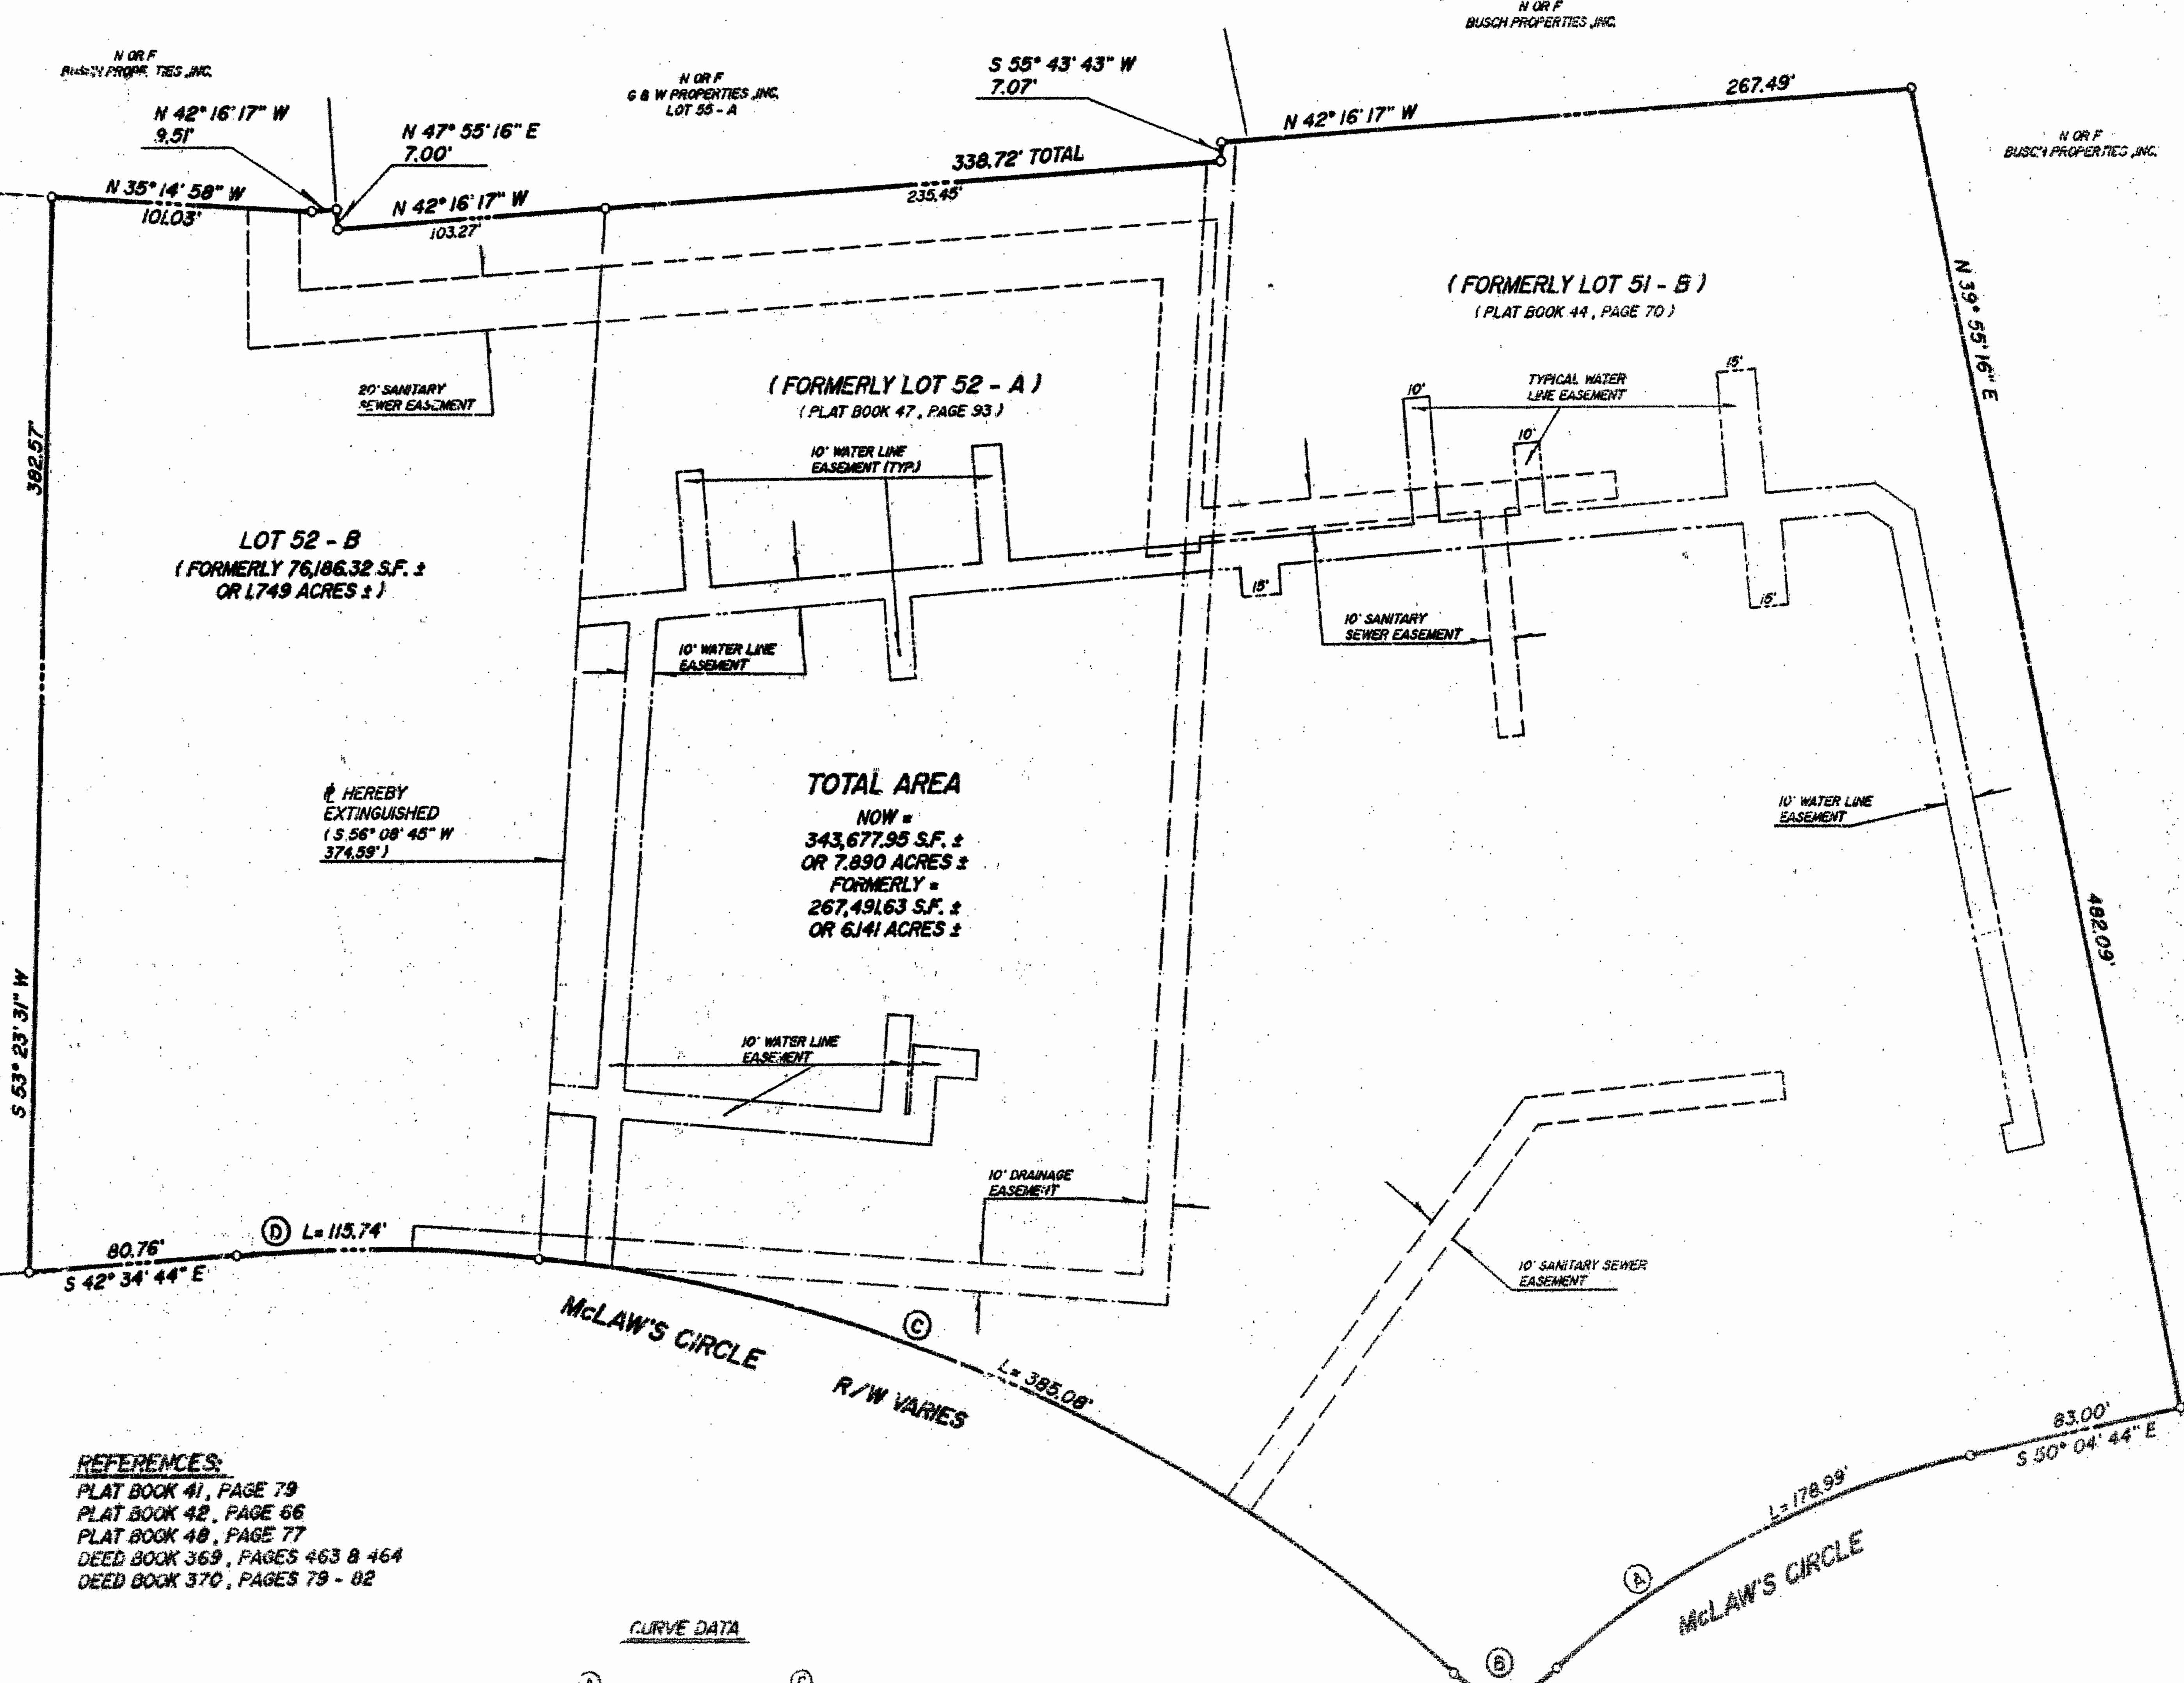 N OR F
BUSCH PROPERTIES ,INC.
N OR F
BUSCH PROPERTIES ,INC.
N 42° 16' 17" W
9.51'
N 47° 55' 16" E
7.00'
N OR F
G & W PROPERTIES ,INC.
LOT 55 - A
S 55° 43' 43" W
7.07'
N 42° 16' 17" W
267.49'
N OR F
BUSCH PROPERTIES ,INC.
N 35° 14' 58" W
101.03'
N 42° 16' 17" W
103.27'
338.72' TOTAL
235.45'
(FORMERLY LOT 51 - B)
(PLAT BOOK 44, PAGE 70)
N 39° 55' 16" E
482.09'
20' SANITARY
SEWER EASEMENT
(FORMERLY LOT 52 - A)
(PLAT BOOK 47, PAGE 93)
10' WATER LINE
EASEMENT (TYP.)
TYPICAL WATER
LINE EASEMENT
10'
10'
15'
15'
15'
382.57'
S 53° 23' 31" W
LOT 52 - B
(FORMERLY 76,186.32 S.F. ±
OR 1.749 ACRES ±)
10' WATER LINE
EASEMENT
10' SANITARY
SEWER EASEMENT
℄ HEREBY
EXTINGUISHED
(S 56° 08' 45" W
374.59')
TOTAL AREA
NOW =
343,677.95 S.F. ±
OR 7.890 ACRES ±
FORMERLY =
267,491.63 S.F. ±
OR 6.141 ACRES ±
10' WATER LINE
EASEMENT
10' WATER LINE
EASEMENT
10' DRAINAGE
EASEMENT
10' SANITARY SEWER
EASEMENT
80.76'
S 42° 34' 44" E
D L= 115.74'
McLAW'S CIRCLE
R/W VARIES
C
L= 385.08'
83.00'
S 50° 04' 44" E
L= 178.99'
A
McLAW'S CIRCLE
B
REFERENCES:
PLAT BOOK 41, PAGE 79
PLAT BOOK 42, PAGE 66
PLAT BOOK 48, PAGE 77
DEED BOOK 369, PAGES 463 & 464
DEED BOOK 370, PAGES 79 - 82
CURVE DATA
A C